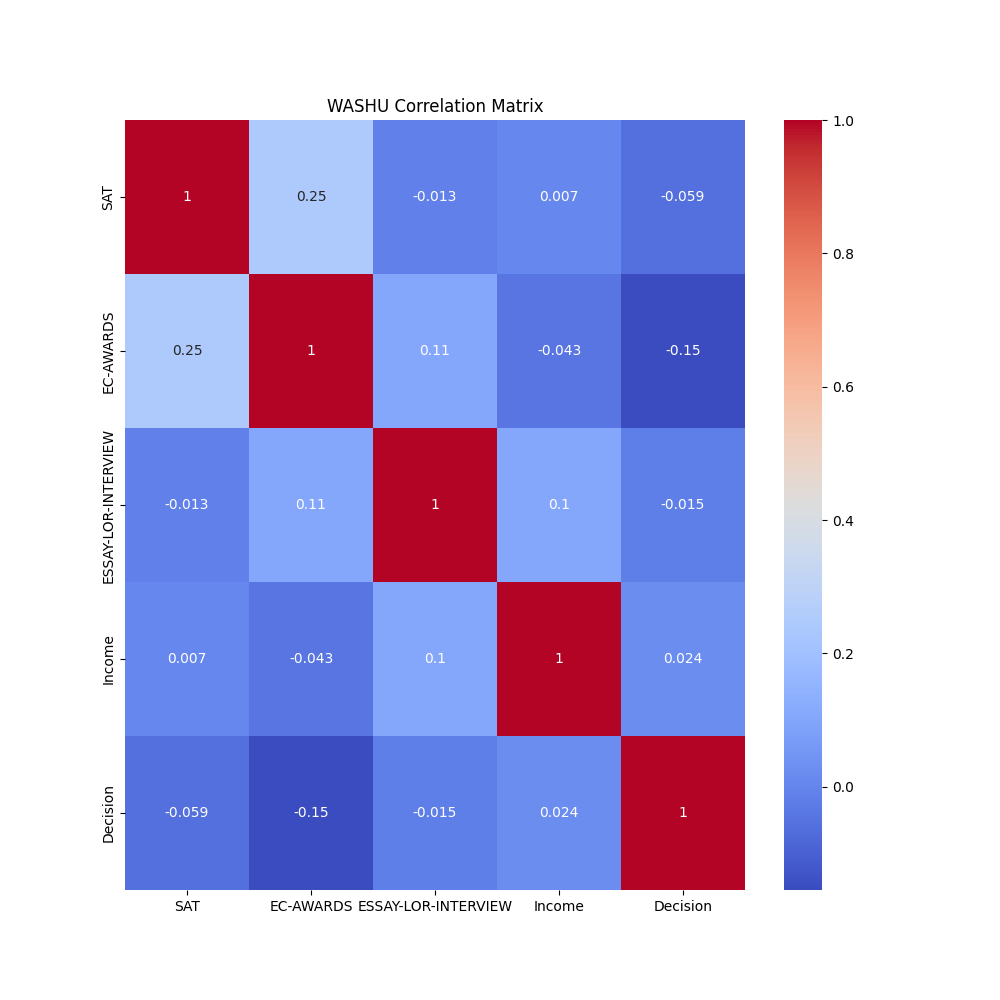 WASHU Correlation Matrix
SAT
1
0.25
-0.013
0.007
-0.059
EC-AWARDS
0.25
1
0.11
-0.043
-0.15
ESSAY-LOR-INTERVIEW
-0.013
0.11
1
0.1
-0.015
Income
0.007
-0.043
0.1
1
0.024
Decision
-0.059
-0.15
-0.015
0.024
1
SAT
EC-AWARDS
ESSAY-LOR-INTERVIEW
Income
Decision
1.0
0.8
0.6
0.4
0.2
0.0